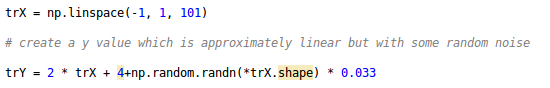 trX = np.linspace(-1, 1, 101)
# create a y value which is approximately linear but with some random noise
trY = 2 * trX + 4+np.random.randn(*trX.shape) * 0.033